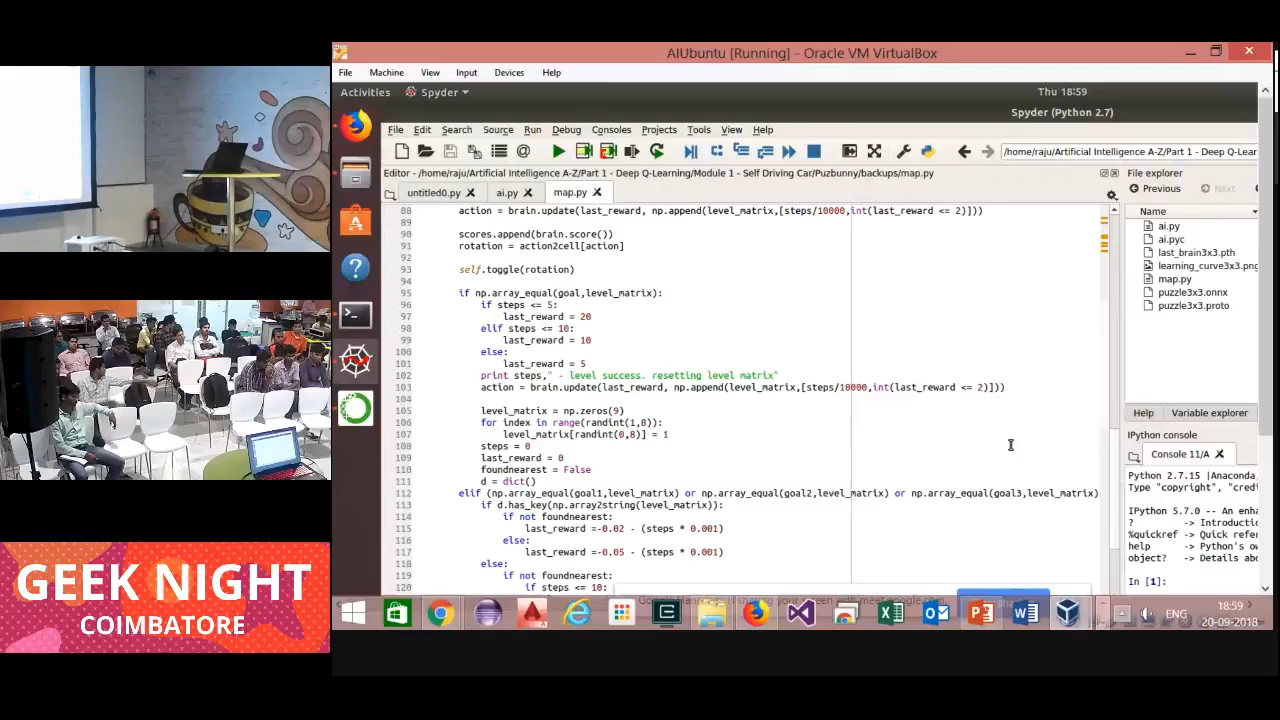 AIUbuntu [Running] - Oracle VM VirtualBox
File Machine View Input Devices Help
Activities Spyder Thu 18:59
Spyder (Python 2.7)
File Edit Search Source Run Debug Consoles Projects Tools View Help
/home/raju/Artificial Intelligence A-Z/Part 1 - Deep Q-Lear
Editor - /home/raju/Artificial Intelligence A-Z/Part 1 - Deep Q-Learning/Module 1 - Self Driving Car/Puzbunny/backups/map.py
File explorer
untitled0.py ai.py map.py
Previous Next
Name
ai.py
ai.pyc
last_brain3x3.pth
learning_curve3x3.png
map.py
puzzle3x3.onnx
puzzle3x3.proto
88 action = brain.update(last_reward, np.append(level_matrix,[steps/10000,int(last_reward <= 2)]))
89
90 scores.append(brain.score())
91 rotation = action2cell[action]
92
93 self.toggle(rotation)
94
95 if np.array_equal(goal,level_matrix):
96 if steps <= 5:
97 last_reward = 20
98 elif steps <= 10:
99 last_reward = 10
100 else:
101 last_reward = 5
102 print steps," - level success. resetting level matrix"
103 action = brain.update(last_reward, np.append(level_matrix,[steps/10000,int(last_reward <= 2)]))
104
105 level_matrix = np.zeros(9)
106 for index in range(randint(1,8)):
107 level_matrix[randint(0,8)] = 1
108 steps = 0
109 last_reward = 0
110 foundnearest = False
111 d = dict()
112 elif (np.array_equal(goal1,level_matrix) or np.array_equal(goal2,level_matrix) or np.array_equal(goal3,level_matrix)
113 if d.has_key(np.array2string(level_matrix)):
114 if not foundnearest:
115 last_reward =-0.02 - (steps * 0.001)
116 else:
117 last_reward =-0.05 - (steps * 0.001)
118 else:
119 if not foundnearest:
120 if steps <= 10:
Help Variable explorer
IPython console
Console 11/A
Python 2.7.15 |Anaconda,
Type "copyright", "cred
IPython 5.7.0 -- An enha
? -> Introduction
%quickref -> Quick refe
help -> Python's ow
object? -> Details abo
In [1]:
ENG
18:59
20-09-2018
GEEK NIGHT
COIMBATORE